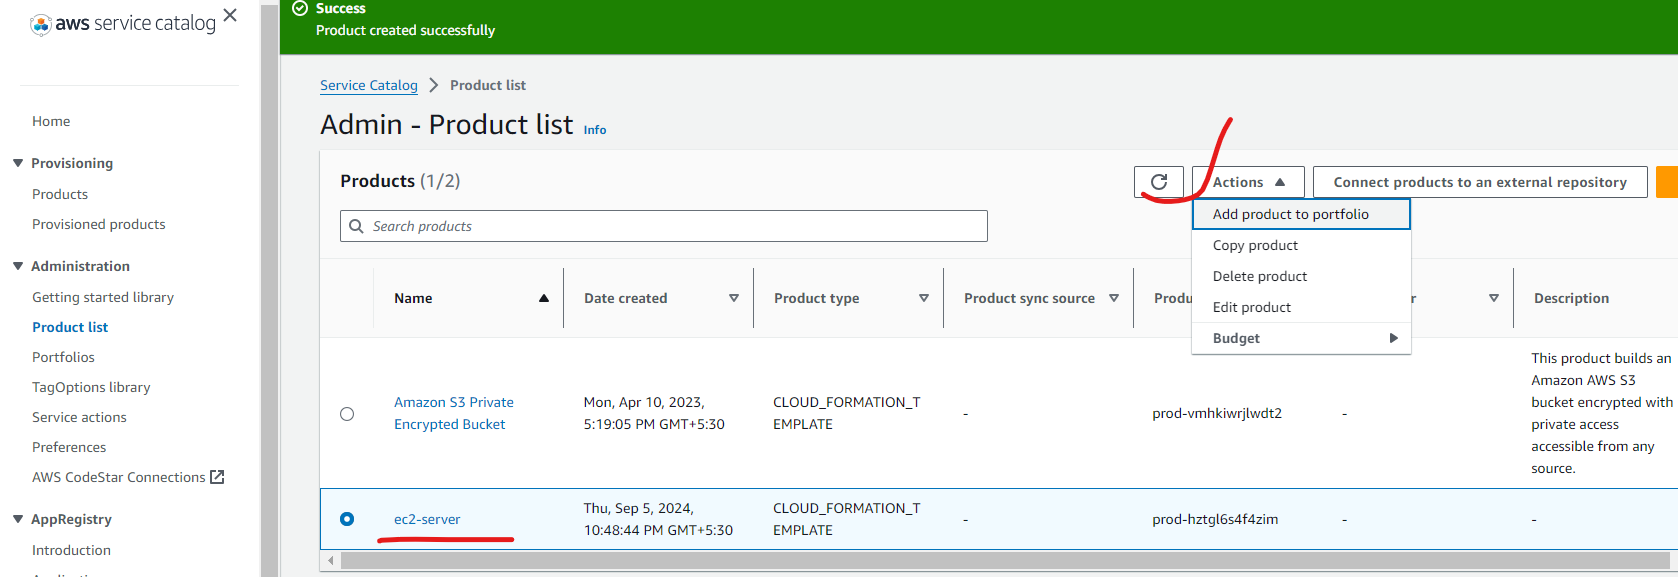 aws service catalog
Success
Product created successfully
Service Catalog > Product list
Admin - Product list Info
Home
Provisioning
Products
Provisioned products
Administration
Getting started library
Product list
Portfolios
TagOptions library
Service actions
Preferences
AWS CodeStar Connections
AppRegistry
Introduction
Products (1/2)
Actions
Connect products to an external repository
Search products
Add product to portfolio
Copy product
Delete product
Edit product
Budget
Name Date created Product type Product sync source Description
Amazon S3 Private
Encrypted Bucket
Mon, Apr 10, 2023,
5:19:05 PM GMT+5:30
CLOUD_FORMATION_T
EMPLATE
-
prod-vmhkiwrjlwdt2
-
This product builds an
Amazon AWS S3
bucket encrypted with
private access
accessible from any
source.
ec2-server
Thu, Sep 5, 2024,
10:48:44 PM GMT+5:30
CLOUD_FORMATION_T
EMPLATE
-
prod-hztgl6s4f4zim
-
-